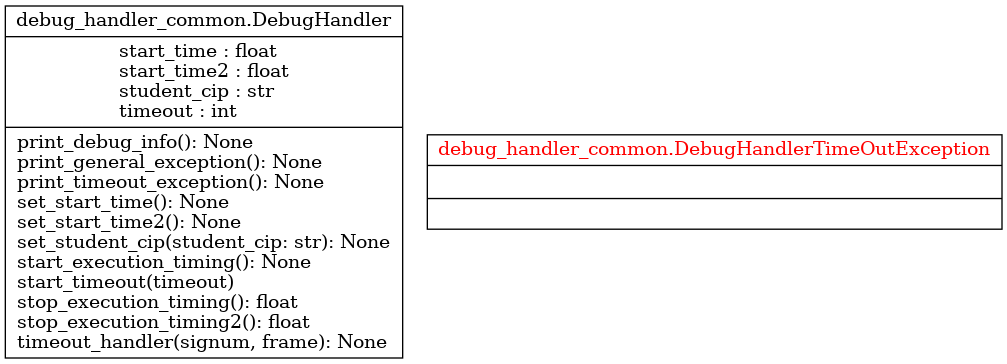 debug_handler_common.DebugHandler
start_time : float
start_time2 : float
student_cip : str
timeout : int
print_debug_info(): None
print_general_exception(): None
print_timeout_exception(): None
set_start_time(): None
set_start_time2(): None
set_student_cip(student_cip: str): None
start_execution_timing(): None
start_timeout(timeout)
stop_execution_timing(): float
stop_execution_timing2(): float
timeout_handler(signum, frame): None
debug_handler_common.DebugHandlerTimeOutException